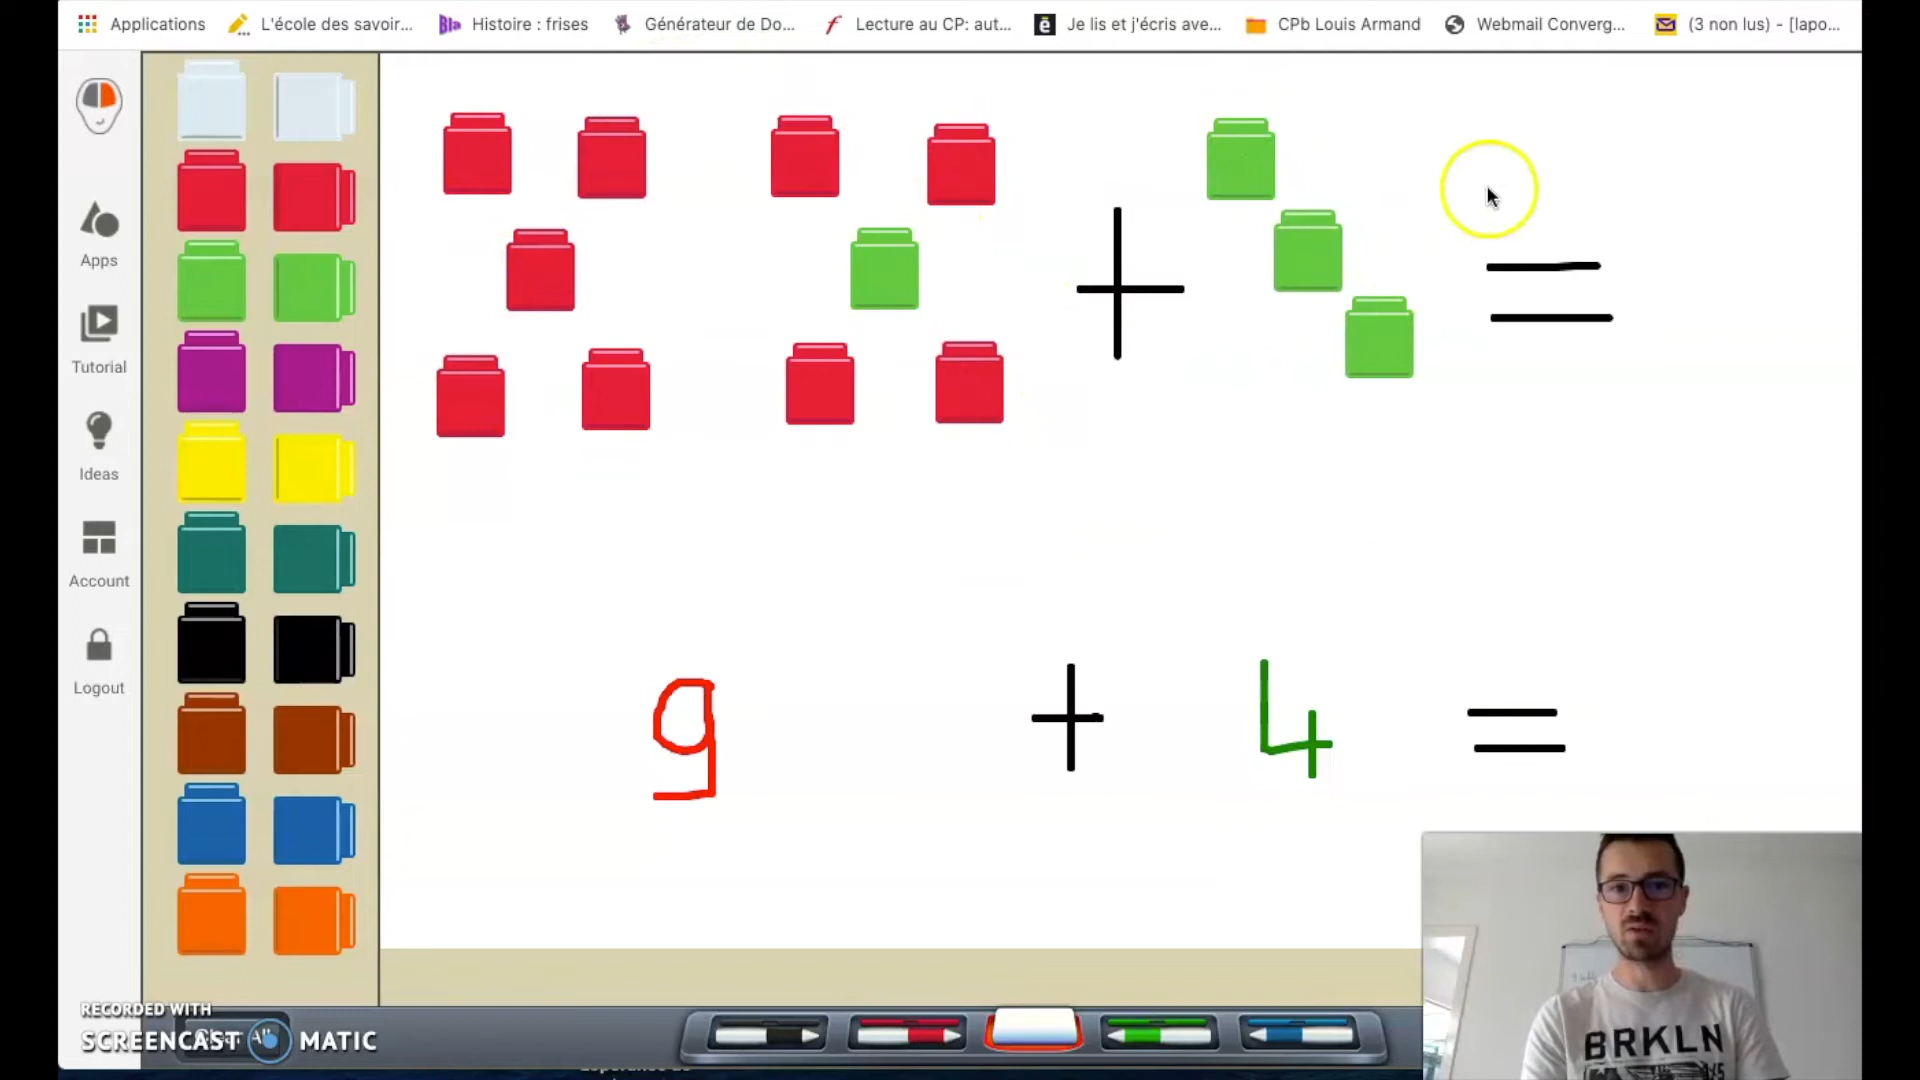 Applications L'école des savoir... Bla Histoire : frises Générateur de Do... f Lecture au CP: aut... ë Je lis et j'écris ave... CPb Louis Armand Webmail Converg... (3 non lus) - [lapo...
Apps
Tutorial
Ideas
Account
Logout
+ =
9 + 4 =
BRKLN
RECORDED WITH
SCREENCAST MATIC